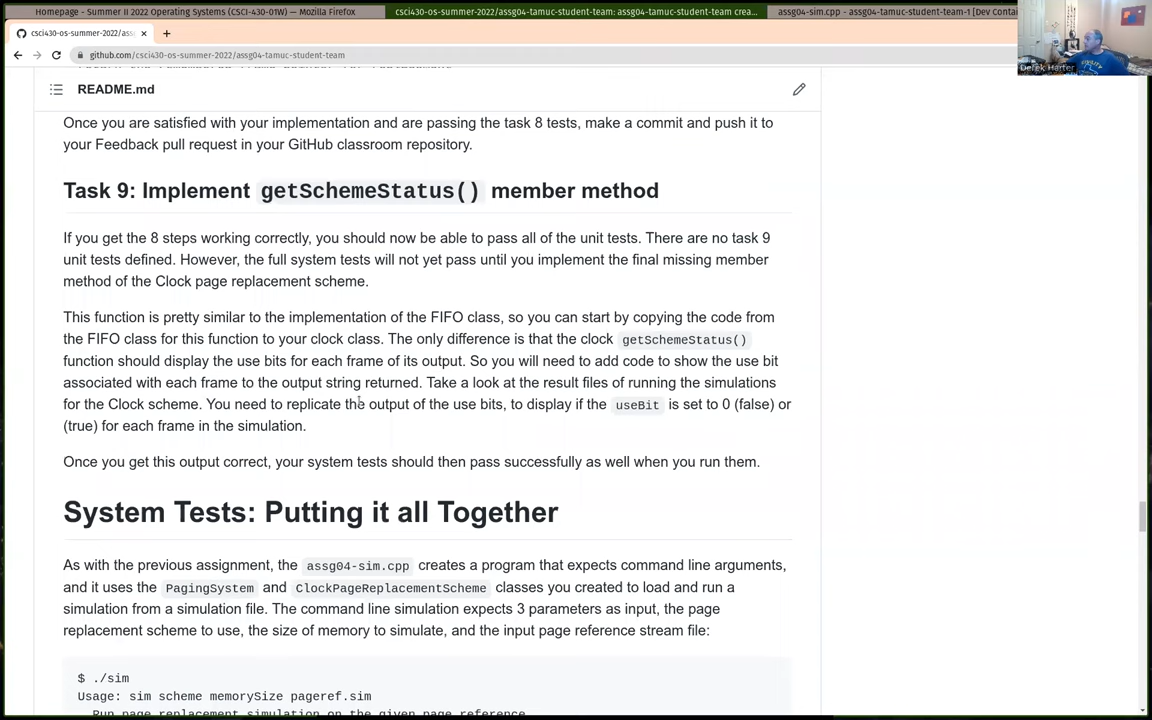 Homepage - Summer II 2022 Operating Systems (CSCI-430-01W) — Mozilla Firefox
csci430-os-summer-2022/assg04-tamuc-student-team: assg04-tamuc-student-team crea...
assg04-sim.cpp - assg04-tamuc-student-team-1 [Dev Contai
csci430-os-summer-2022/ass
github.com/csci430-os-summer-2022/assg04-tamuc-student-team
Derek Harter
README.md
Once you are satisfied with your implementation and are passing the task 8 tests, make a commit and push it to
your Feedback pull request in your GitHub classroom repository.
Task 9: Implement getSchemeStatus() member method
If you get the 8 steps working correctly, you should now be able to pass all of the unit tests. There are no task 9
unit tests defined. However, the full system tests will not yet pass until you implement the final missing member
method of the Clock page replacement scheme.
This function is pretty similar to the implementation of the FIFO class, so you can start by copying the code from
the FIFO class for this function to your clock class. The only difference is that the clock getSchemeStatus()
function should display the use bits for each frame of its output. So you will need to add code to show the use bit
associated with each frame to the output string returned. Take a look at the result files of running the simulations
for the Clock scheme. You need to replicate the output of the use bits, to display if the useBit is set to 0 (false) or
(true) for each frame in the simulation.
Once you get this output correct, your system tests should then pass successfully as well when you run them.
System Tests: Putting it all Together
As with the previous assignment, the assg04-sim.cpp creates a program that expects command line arguments,
and it uses the PagingSystem and ClockPageReplacementScheme classes you created to load and run a
simulation from a simulation file. The command line simulation expects 3 parameters as input, the page
replacement scheme to use, the size of memory to simulate, and the input page reference stream file:
$ ./sim
Usage: sim scheme memorySize pageref.sim
Run page replacement simulation on the given page reference